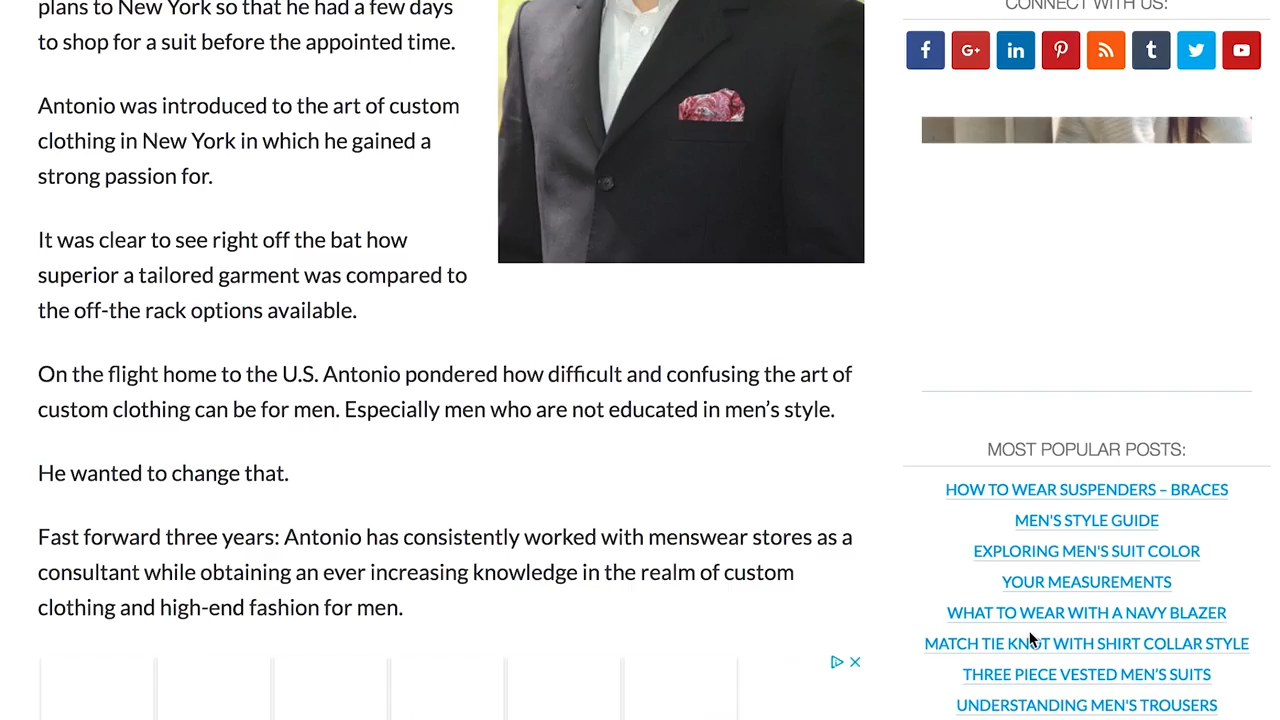 plans to New York so that he had a few days
to shop for a suit before the appointed time.
Antonio was introduced to the art of custom
clothing in New York in which he gained a
strong passion for.
It was clear to see right off the bat how
superior a tailored garment was compared to
the off-the rack options available.
On the flight home to the U.S. Antonio pondered how difficult and confusing the art of
custom clothing can be for men. Especially men who are not educated in men’s style.
He wanted to change that.
Fast forward three years: Antonio has consistently worked with menswear stores as a
consultant while obtaining an ever increasing knowledge in the realm of custom
clothing and high-end fashion for men.
CONNECT WITH US:
MOST POPULAR POSTS:
HOW TO WEAR SUSPENDERS – BRACES
MEN'S STYLE GUIDE
EXPLORING MEN'S SUIT COLOR
YOUR MEASUREMENTS
WHAT TO WEAR WITH A NAVY BLAZER
MATCH TIE KNOT WITH SHIRT COLLAR STYLE
THREE PIECE VESTED MEN’S SUITS
UNDERSTANDING MEN'S TROUSERS